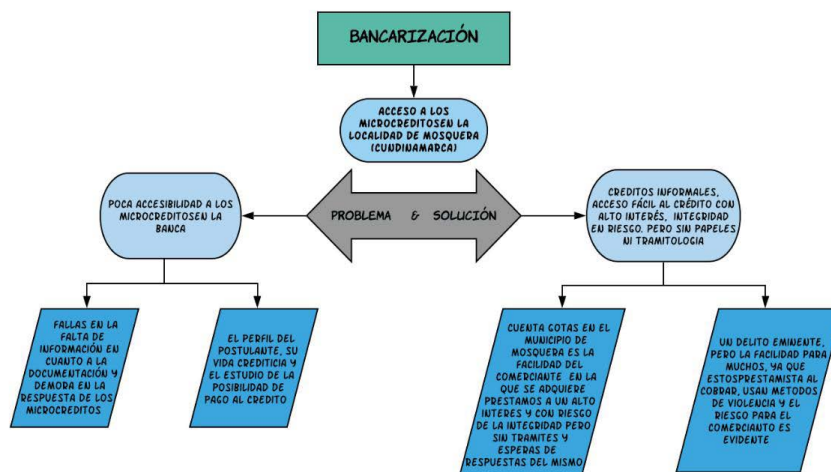 BANCARIZACIÓN
ACCESO A LOS
MICROCREDITOSEN LA
LOCALIDAD DE MOSQUERA
(CUNDINAMARCA)
POCA ACCESIBILIDAD A LOS
MICROCREDITOSEN LA
BANCA
PROBLEMA & SOLUCIÓN
CREDITOS INFORMALES,
ACCESO FÁCIL AL CRÉDITO CON
ALTO INTERÉS, INTEGRIDAD
EN RIESGO. PERO SIN PAPELES
NI TRAMITOLOGIA
FALLAS EN LA
FALTA DE
INFORMACIÓN EN
CUANTO A LA
DOCUMENTACIÓN Y
DEMORA EN LA
RESPUESTA DE LOS
MICROCREDITOS
EL PERFIL DEL
POSTULANTE, SU
VIDA CREDITICIA Y
EL ESTUDIO DE LA
POSIBILIDAD DE
PAGO AL CREDITO
CUENTA GOTAS EN EL
MUNICIPIO DE
MOSQUERA ES LA
FACILIDAD DEL
COMERCIANTE EN LA
QUE SE ADQUIERE
PRESTAMOS A UN ALTO
INTERES Y CON RIESGO
DE LA INTEGRIDAD PERO
SIN TRAMITES Y
ESPERAS DE
RESPUESTAS DEL MISMO
UN DELITO EMINENTE,
PERO LA FACILIDAD PARA
MUCHOS, YA QUE
ESTOSPRESTAMISTA AL
COBRAR, USAN METODOS
DE VIOLENCIA Y EL
RIESGO PARA EL
COMERCIANTO ES
EVIDENTE